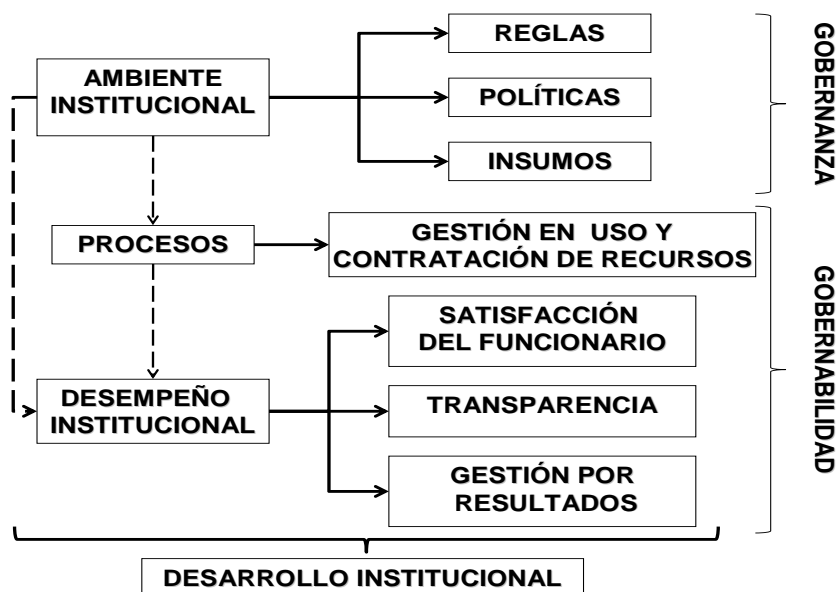 REGLAS
AMBIENTE
INSTITUCIONAL
POLÍTICAS
INSUMOS
GOBERNANZA
PROCESOS
GESTIÓN EN USO Y
CONTRATACIÓN DE RECURSOS
SATISFACCIÓN
DEL FUNCIONARIO
DESEMPEÑO
INSTITUCIONAL
TRANSPARENCIA
GESTIÓN POR
RESULTADOS
GOBERNABILIDAD
DESARROLLO INSTITUCIONAL